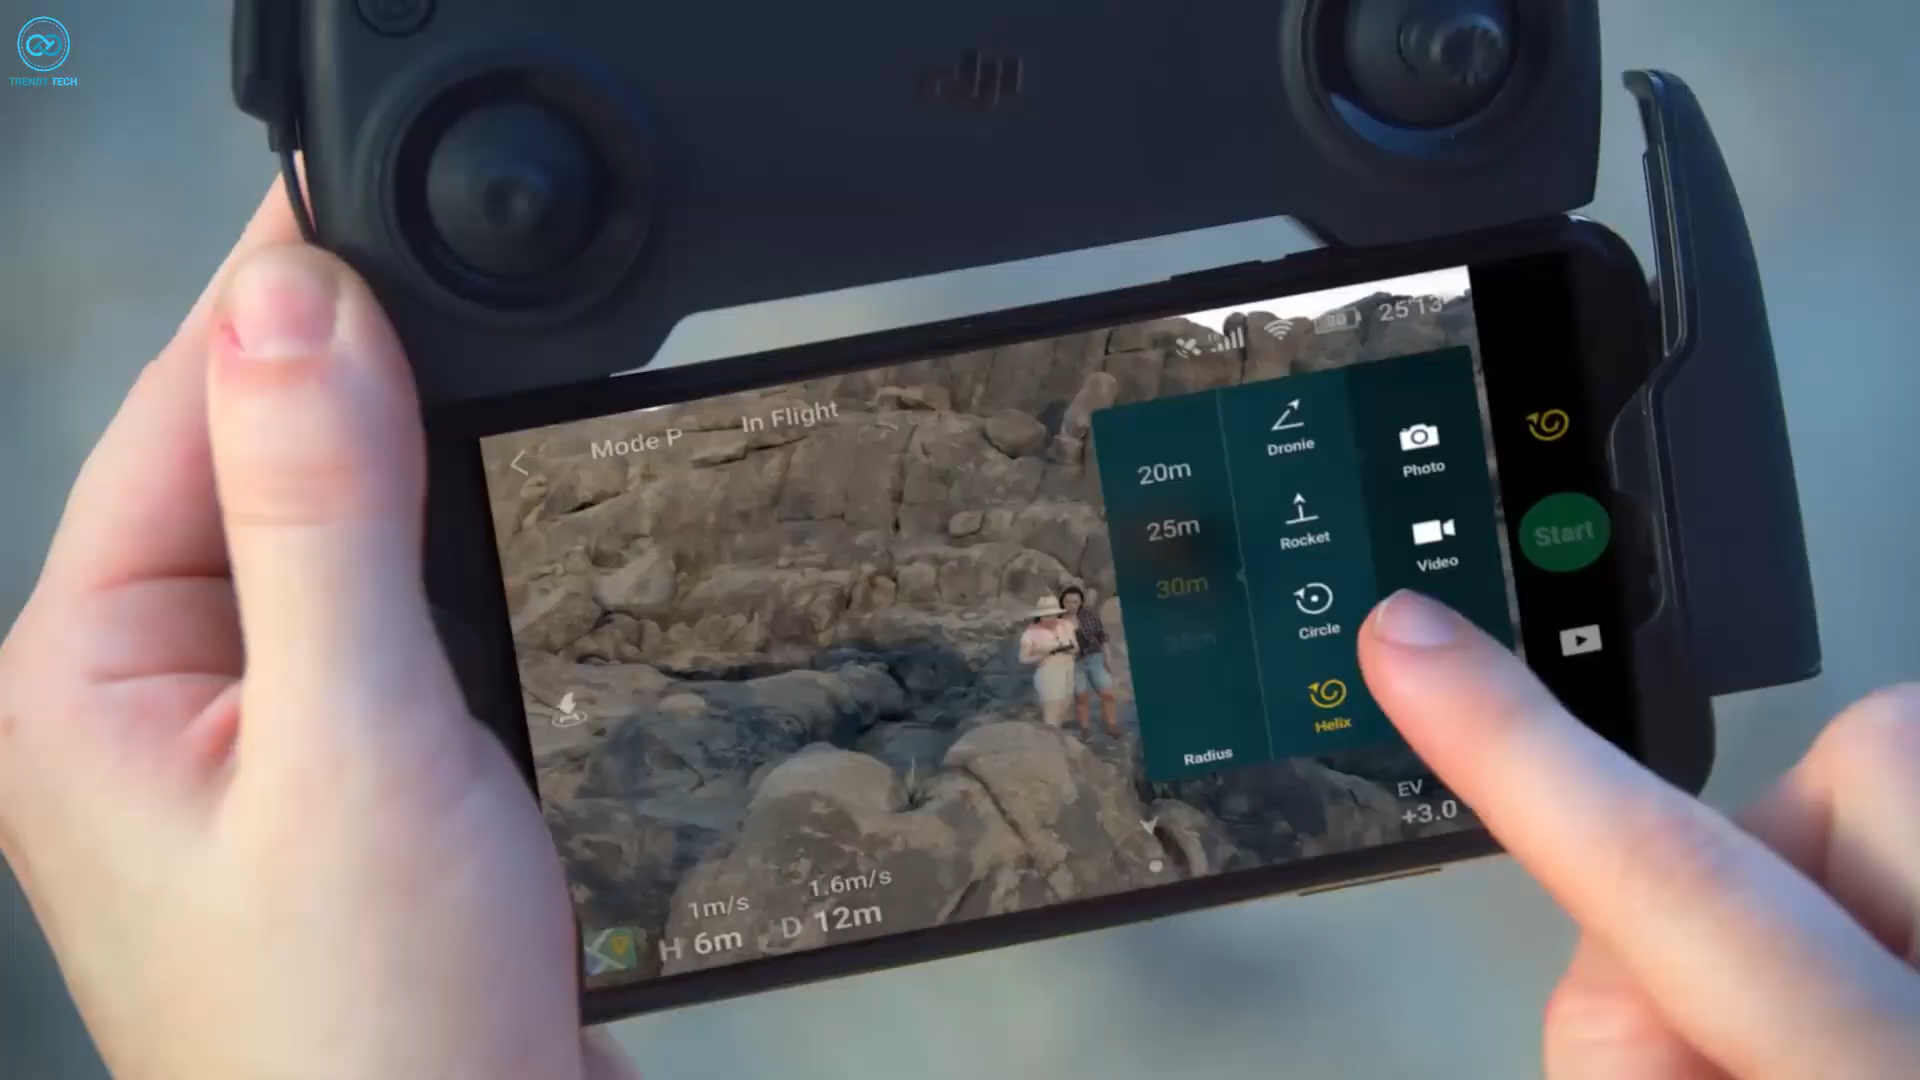 TRENDY TECH
25'13"
Mode P
In Flight
Dronie
20m
Photo
25m
Rocket
Start
30m
Video
35m
Circle
Helix
Radius
EV
+3.0
1m/s
1.6m/s
H 6m
D 12m